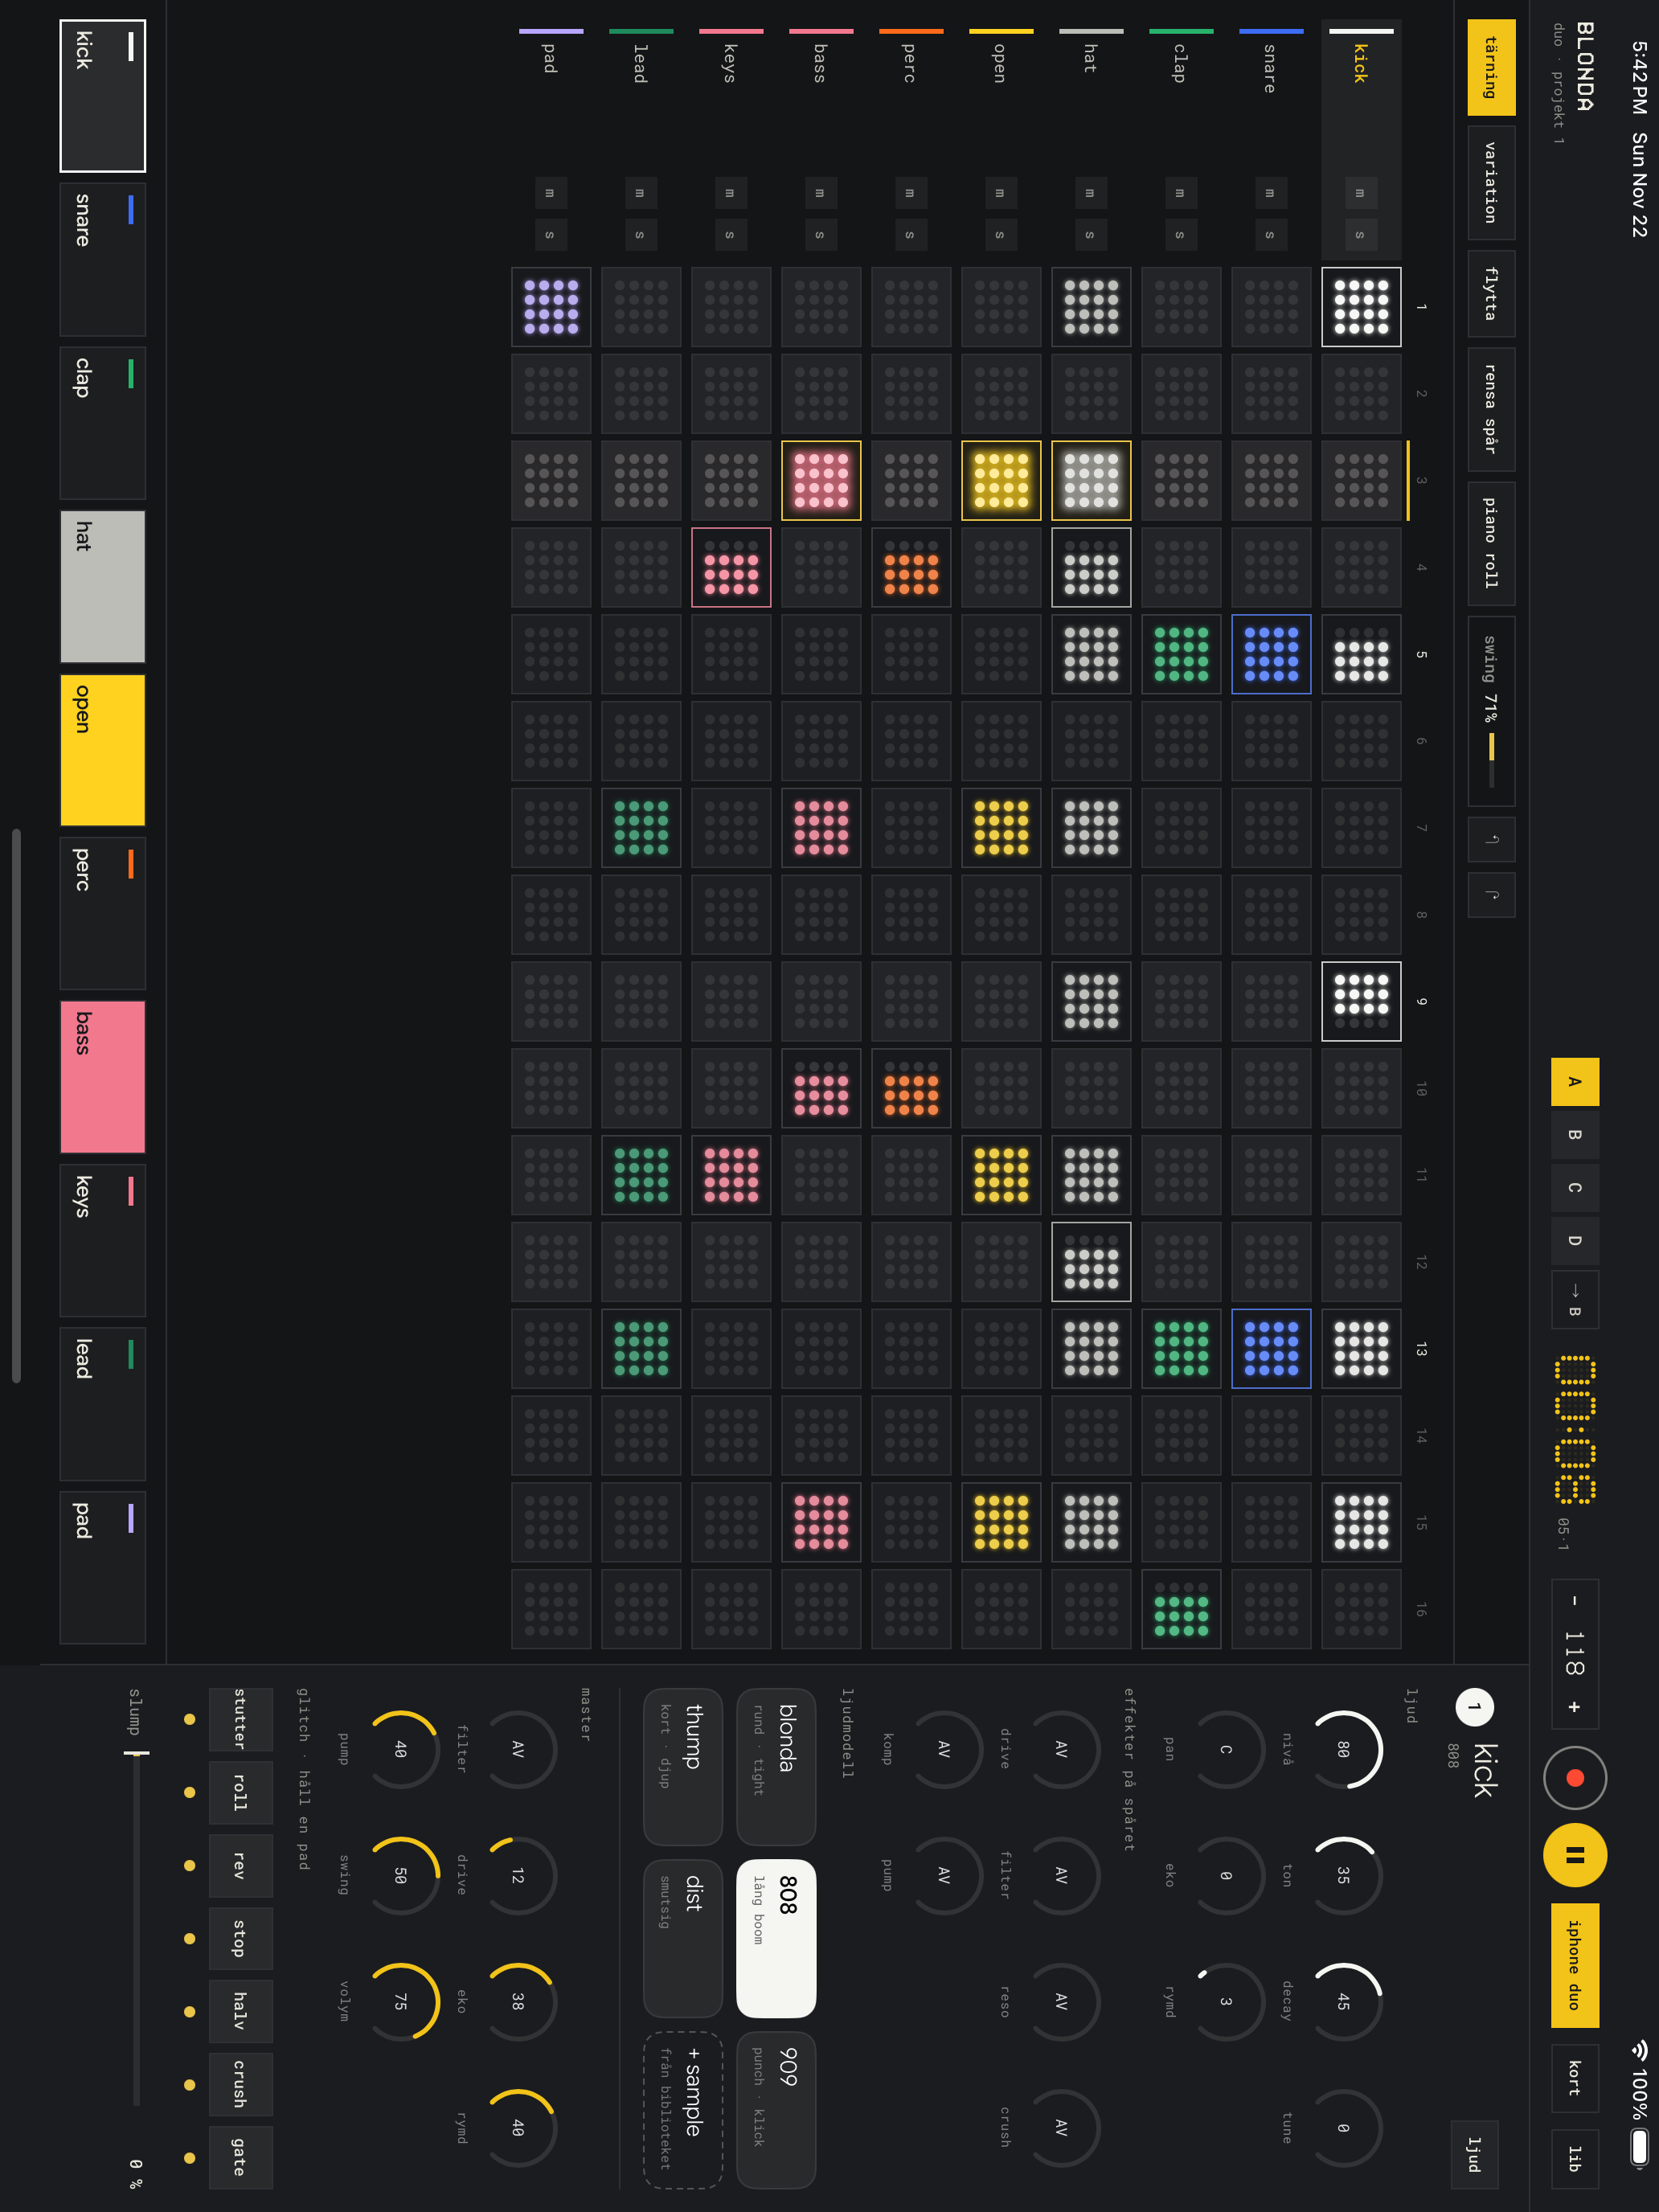 5:42 PM Sun Nov 22
100%
BLONDA
duo · projekt 1
A
B
C
D
→ B
00:09
05·1
− 118 +
iphone duo
kort
lib
tärning
variation
flytta
rensa spår
piano roll
swing 71%
1 2 3 4 5 6 7 8 9 10 11 12 13 14 15 16
kick m s
snare m s
clap m s
hat m s
open m s
perc m s
bass m s
keys m s
lead m s
pad m s
kick
snare
clap
hat
open
perc
bass
keys
lead
pad
1
kick
808
ljud
ljud
80 35 45 0
nivå ton decay tune
C 0 3
pan eko rymd
effekter på spåret
AV AV AV AV
drive filter reso crush
AV AV
komp pump
ljudmodell
blonda
rund · tight
808
lång boom
909
punch · klick
thump
kort · djup
dist
smutsig
+ sample
från biblioteket
master
AV 12 38 40
filter drive eko rymd
40 50 75
pump swing volym
glitch · håll en pad
stutter
roll
rev
stop
halv
crush
gate
slump
0 %